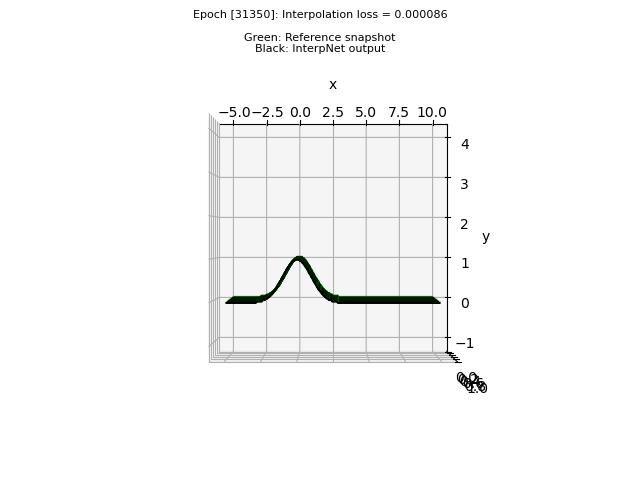 Epoch [31350]: Interpolation loss = 0.000086
Green: Reference snapshot
Black: InterpNet output
x
−5.0 −2.5 0.0 2.5 5.0 7.5 10.0
4
3
2
y
1
0
−1